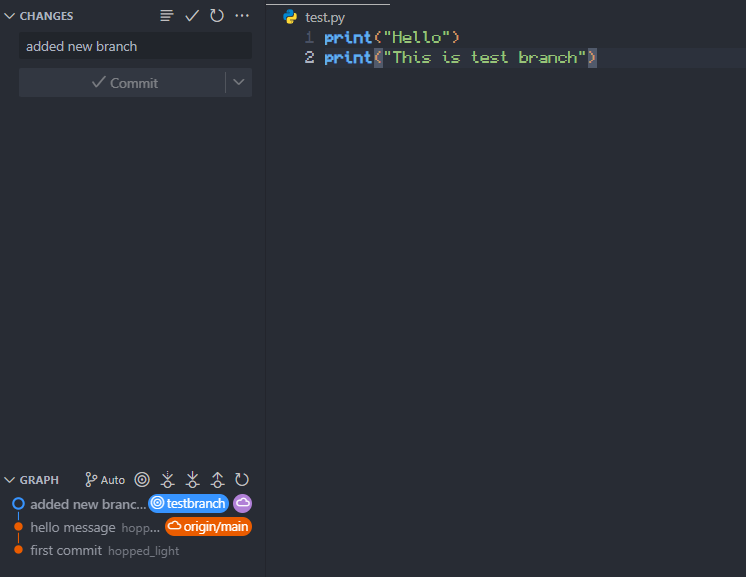 CHANGES
added new branch
Commit
test.py
1 print("Hello")
2 print("This is test branch")
GRAPH Auto
added new branc... testbranch
hello message hopp... origin/main
first commit hopped_light